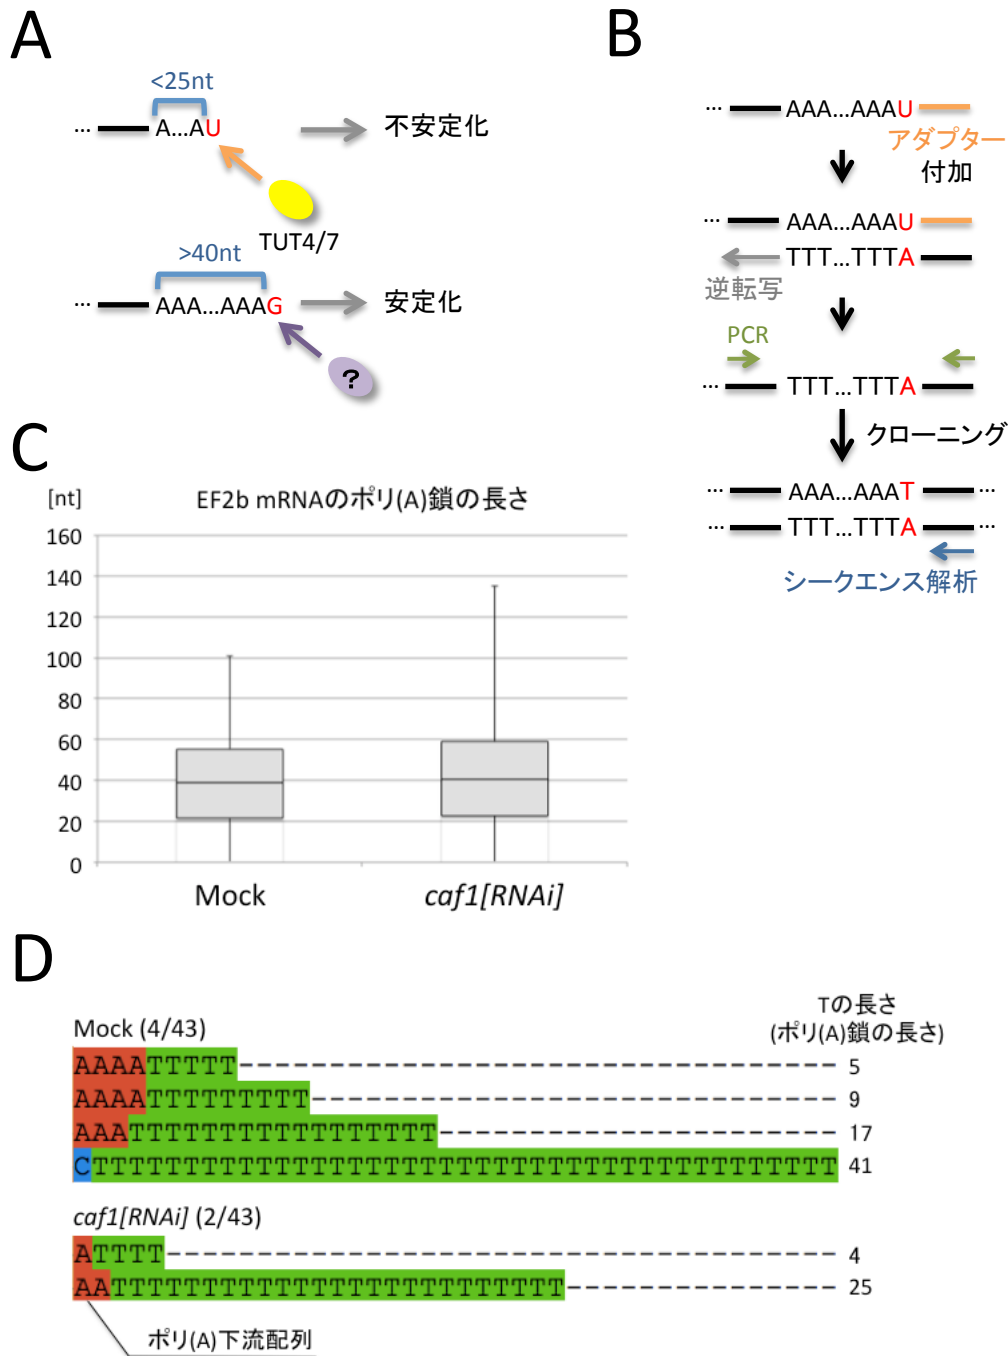 A
<25nt
... A...AU
不安定化
TUT4/7
>40nt
... AAA...AAAG
安定化
?
B
... AAA...AAAU
アダプター
付加
... AAA...AAAU
TTT...TTTA
逆転写
PCR
... TTT...TTTA
クローニング
... AAA...AAAT ...
... TTT...TTTA ...
シークエンス解析
C
[nt]
EF2b mRNAのポリ(A)鎖の長さ
160
140
120
100
80
60
40
20
0
Mock
caf1[RNAi]
D
Tの長さ
(ポリ(A)鎖の長さ)
Mock (4/43)
AAAATTTTT--------------------------------- 5
AAAATTTTTTTTT----------------------------- 9
AAATTTTTTTTTTTTTTTTT---------------------- 17
CTTTTTTTTTTTTTTTTTTTTTTTTTTTTTTTTTTTTTTTTT 41
caf1[RNAi] (2/43)
ATTTT------------------------------------- 4
AATTTTTTTTTTTTTTTTTTTTTTTTT--------------- 25
ポリ(A)下流配列